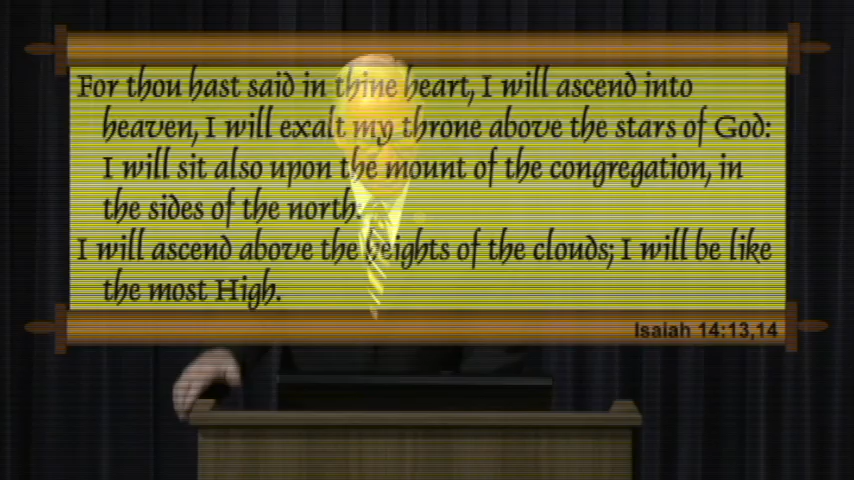 For thou hast said in thine heart, I will ascend into
heaven, I will exalt my throne above the stars of God:
I will sit also upon the mount of the congregation, in
the sides of the north:
I will ascend above the heights of the clouds; I will be like
the most High.
Isaiah 14:13,14